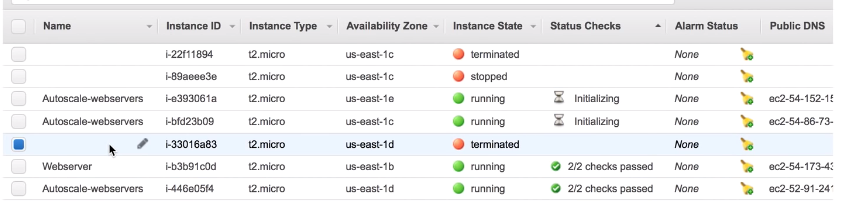 Name Instance ID Instance Type Availability Zone Instance State Status Checks Alarm Status Public DNS
i-22f11894 t2.micro us-east-1c terminated None
i-89aeee3e t2.micro us-east-1c stopped None
Autoscale-webservers i-e393061a t2.micro us-east-1e running Initializing None ec2-54-152-15
Autoscale-webservers i-bfd23b09 t2.micro us-east-1c running Initializing None ec2-54-86-73-
i-33016a83 t2.micro us-east-1d terminated None
Webserver i-b3b91c0d t2.micro us-east-1b running 2/2 checks passed None ec2-54-173-43
Autoscale-webservers i-446e05f4 t2.micro us-east-1d running 2/2 checks passed None ec2-52-91-241